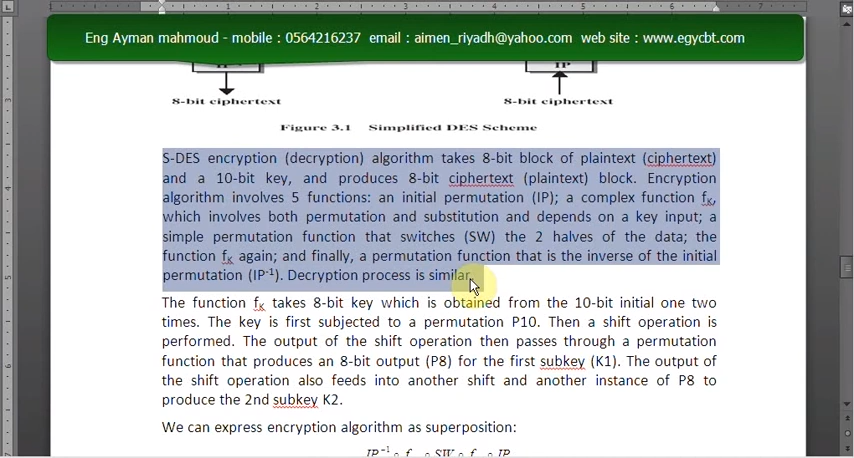 Eng Ayman mahmoud - mobile : 0564216237 email : aimen_riyadh@yahoo.com web site : www.egycbt.com
IP
8-bit ciphertext 8-bit ciphertext
Figure 3.1 Simplified DES Scheme
S-DES encryption (decryption) algorithm takes 8-bit block of plaintext (ciphertext)
and a 10-bit key, and produces 8-bit ciphertext (plaintext) block. Encryption
algorithm involves 5 functions: an initial permutation (IP); a complex function fK,
which involves both permutation and substitution and depends on a key input; a
simple permutation function that switches (SW) the 2 halves of the data; the
function fK again; and finally, a permutation function that is the inverse of the initial
permutation (IP-1). Decryption process is similar.
The function fK takes 8-bit key which is obtained from the 10-bit initial one two
times. The key is first subjected to a permutation P10. Then a shift operation is
performed. The output of the shift operation then passes through a permutation
function that produces an 8-bit output (P8) for the first subkey (K1). The output of
the shift operation also feeds into another shift and another instance of P8 to
produce the 2nd subkey K2.
We can express encryption algorithm as superposition:
IP-1 ∘ f ∘ SW ∘ f ∘ IP